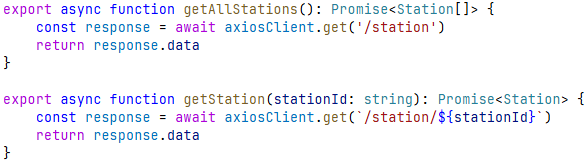 export async function getAllStations(): Promise<Station[]> {
    const response = await axiosClient.get('/station')
    return response.data
}

export async function getStation(stationId: string): Promise<Station> {
    const response = await axiosClient.get(`/station/${stationId}`)
    return response.data
}